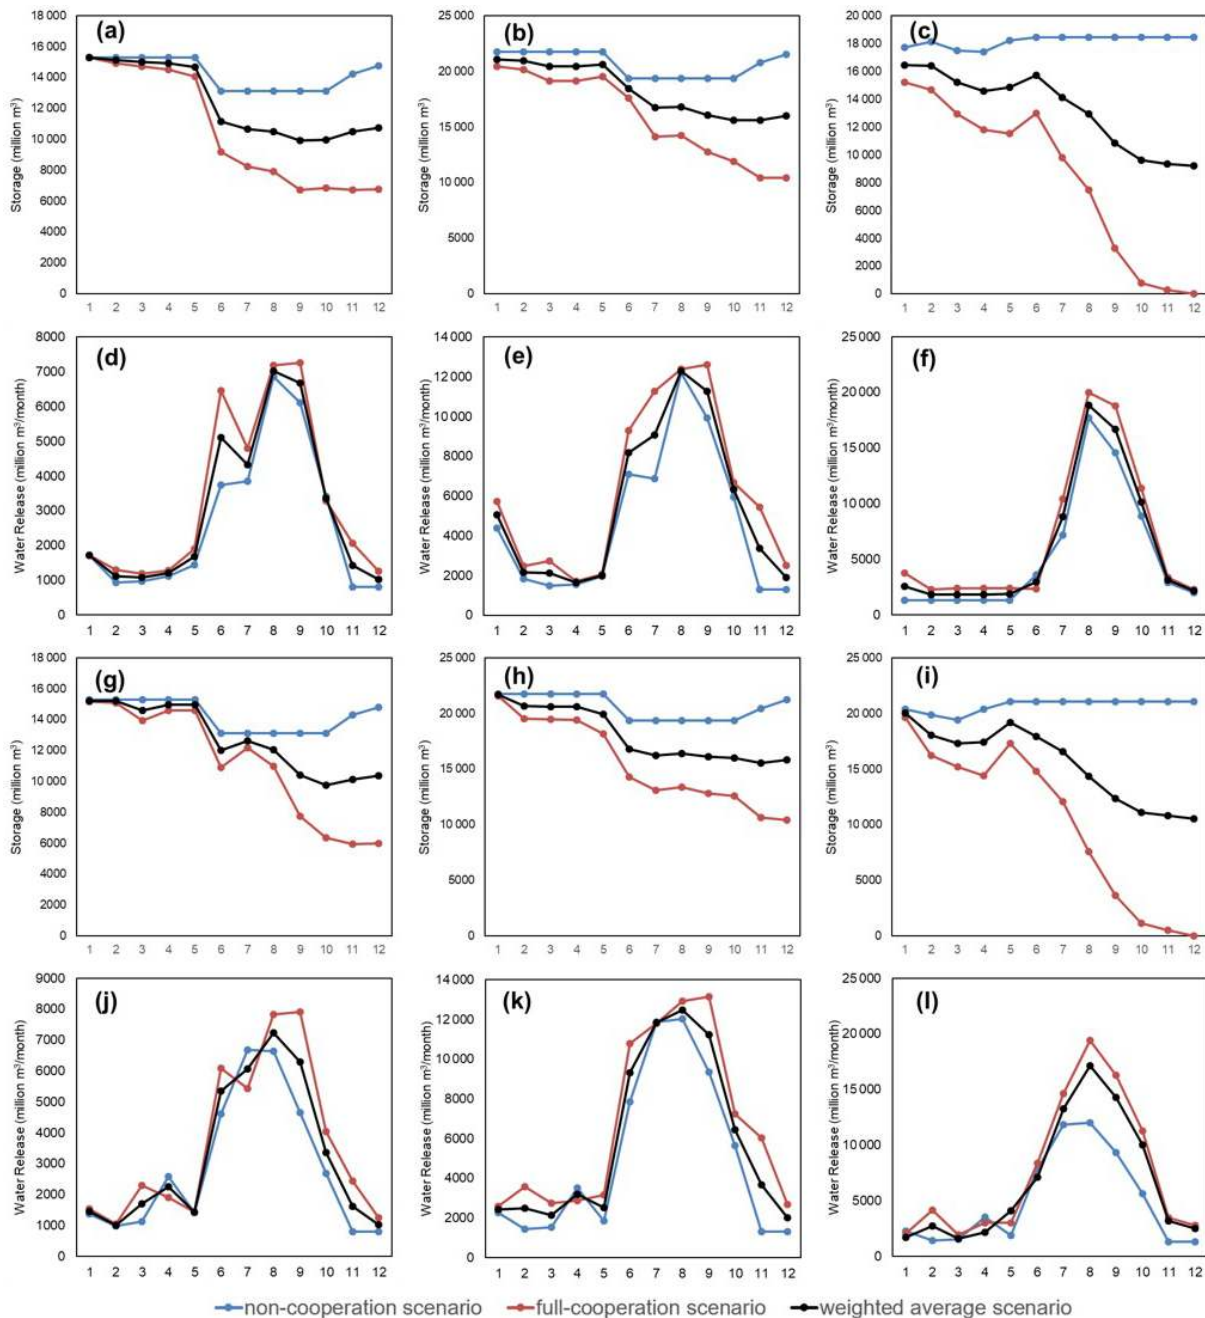 (a)
Storage (million m³)
18 000
16 000
14 000
12 000
10 000
8000
6000
4000
2000
0
1 2 3 4 5 6 7 8 9 10 11 12
(b)
Storage (million m³)
25 000
20 000
15 000
10 000
5000
0
1 2 3 4 5 6 7 8 9 10 11 12
(c)
Storage (million m³)
20 000
18 000
16 000
14 000
12 000
10 000
8000
6000
4000
2000
0
1 2 3 4 5 6 7 8 9 10 11 12
(d)
Water Release (million m³/month)
8000
7000
6000
5000
4000
3000
2000
1000
0
1 2 3 4 5 6 7 8 9 10 11 12
(e)
Water Release (million m³/month)
14 000
12 000
10 000
8000
6000
4000
2000
0
1 2 3 4 5 6 7 8 9 10 11 12
(f)
Water Release (million m³/month)
25 000
20 000
15 000
10 000
5000
0
1 2 3 4 5 6 7 8 9 10 11 12
(g)
Storage (million m³)
18 000
16 000
14 000
12 000
10 000
8000
6000
4000
2000
0
1 2 3 4 5 6 7 8 9 10 11 12
(h)
Storage (million m³)
25 000
20 000
15 000
10 000
5000
0
1 2 3 4 5 6 7 8 9 10 11 12
(i)
Storage (million m³)
25 000
20 000
15 000
10 000
5000
0
1 2 3 4 5 6 7 8 9 10 11 12
(j)
Water Release (million m³/month)
9000
8000
7000
6000
5000
4000
3000
2000
1000
0
1 2 3 4 5 6 7 8 9 10 11 12
(k)
Water Release (million m³/month)
14 000
12 000
10 000
8000
6000
4000
2000
0
1 2 3 4 5 6 7 8 9 10 11 12
(l)
Water Release (million m³/month)
25 000
20 000
15 000
10 000
5000
0
1 2 3 4 5 6 7 8 9 10 11 12
non-cooperation scenario full-cooperation scenario weighted average scenario